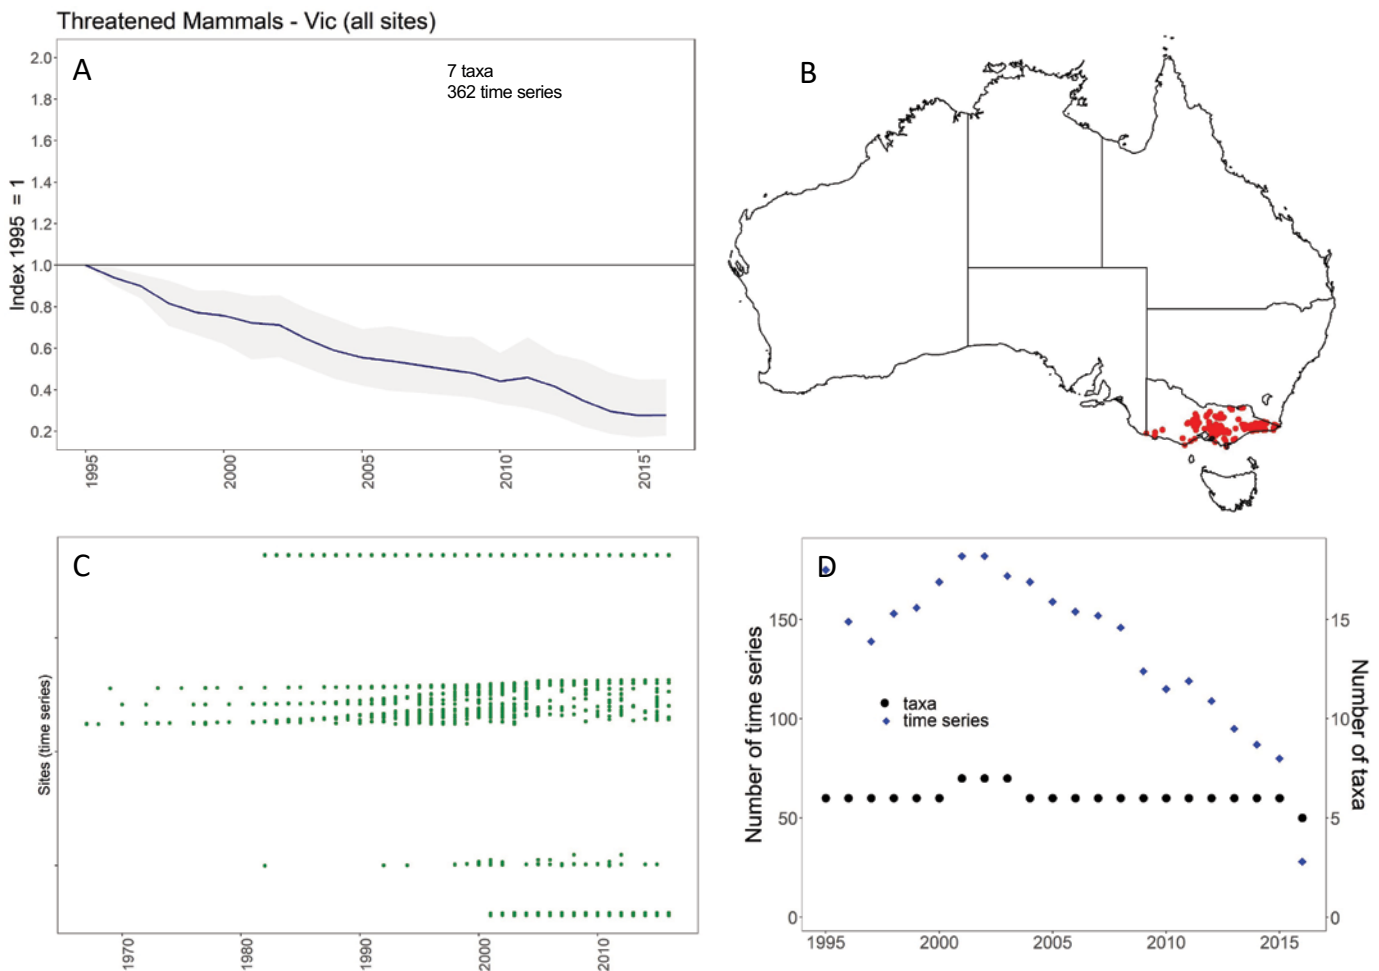 Threatened Mammals - Vic (all sites)
A
7 taxa
362 time series
Index 1995 = 1
2.0
1.8
1.6
1.4
1.2
1.0
0.8
0.6
0.4
0.2
1995
2000
2005
2010
2015
B
C
Sites (time series)
1970
1980
1990
2000
2010
D
Number of time series
150
100
50
0
taxa
time series
15
10
5
0
Number of taxa
1995
2000
2005
2010
2015